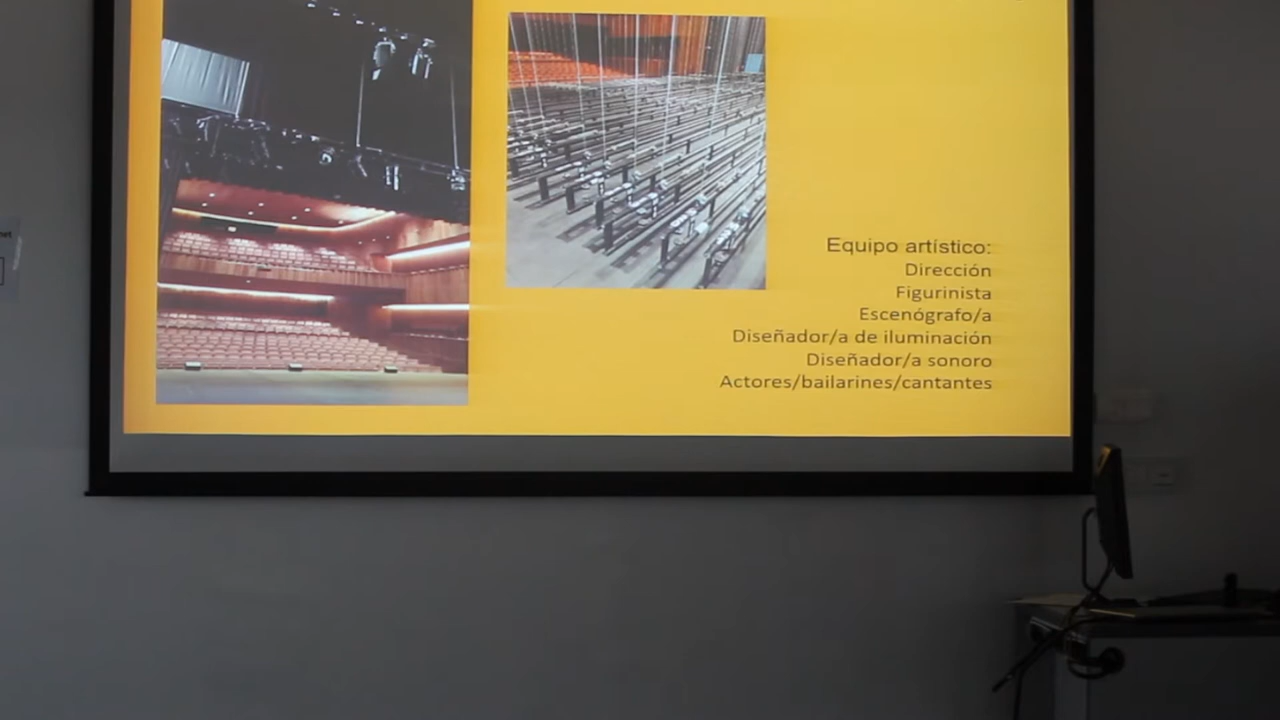 Equipo artístico:
Dirección
Figurinista
Escenógrafo/a
Diseñador/a de iluminación
Diseñador/a sonoro
Actores/bailarines/cantantes